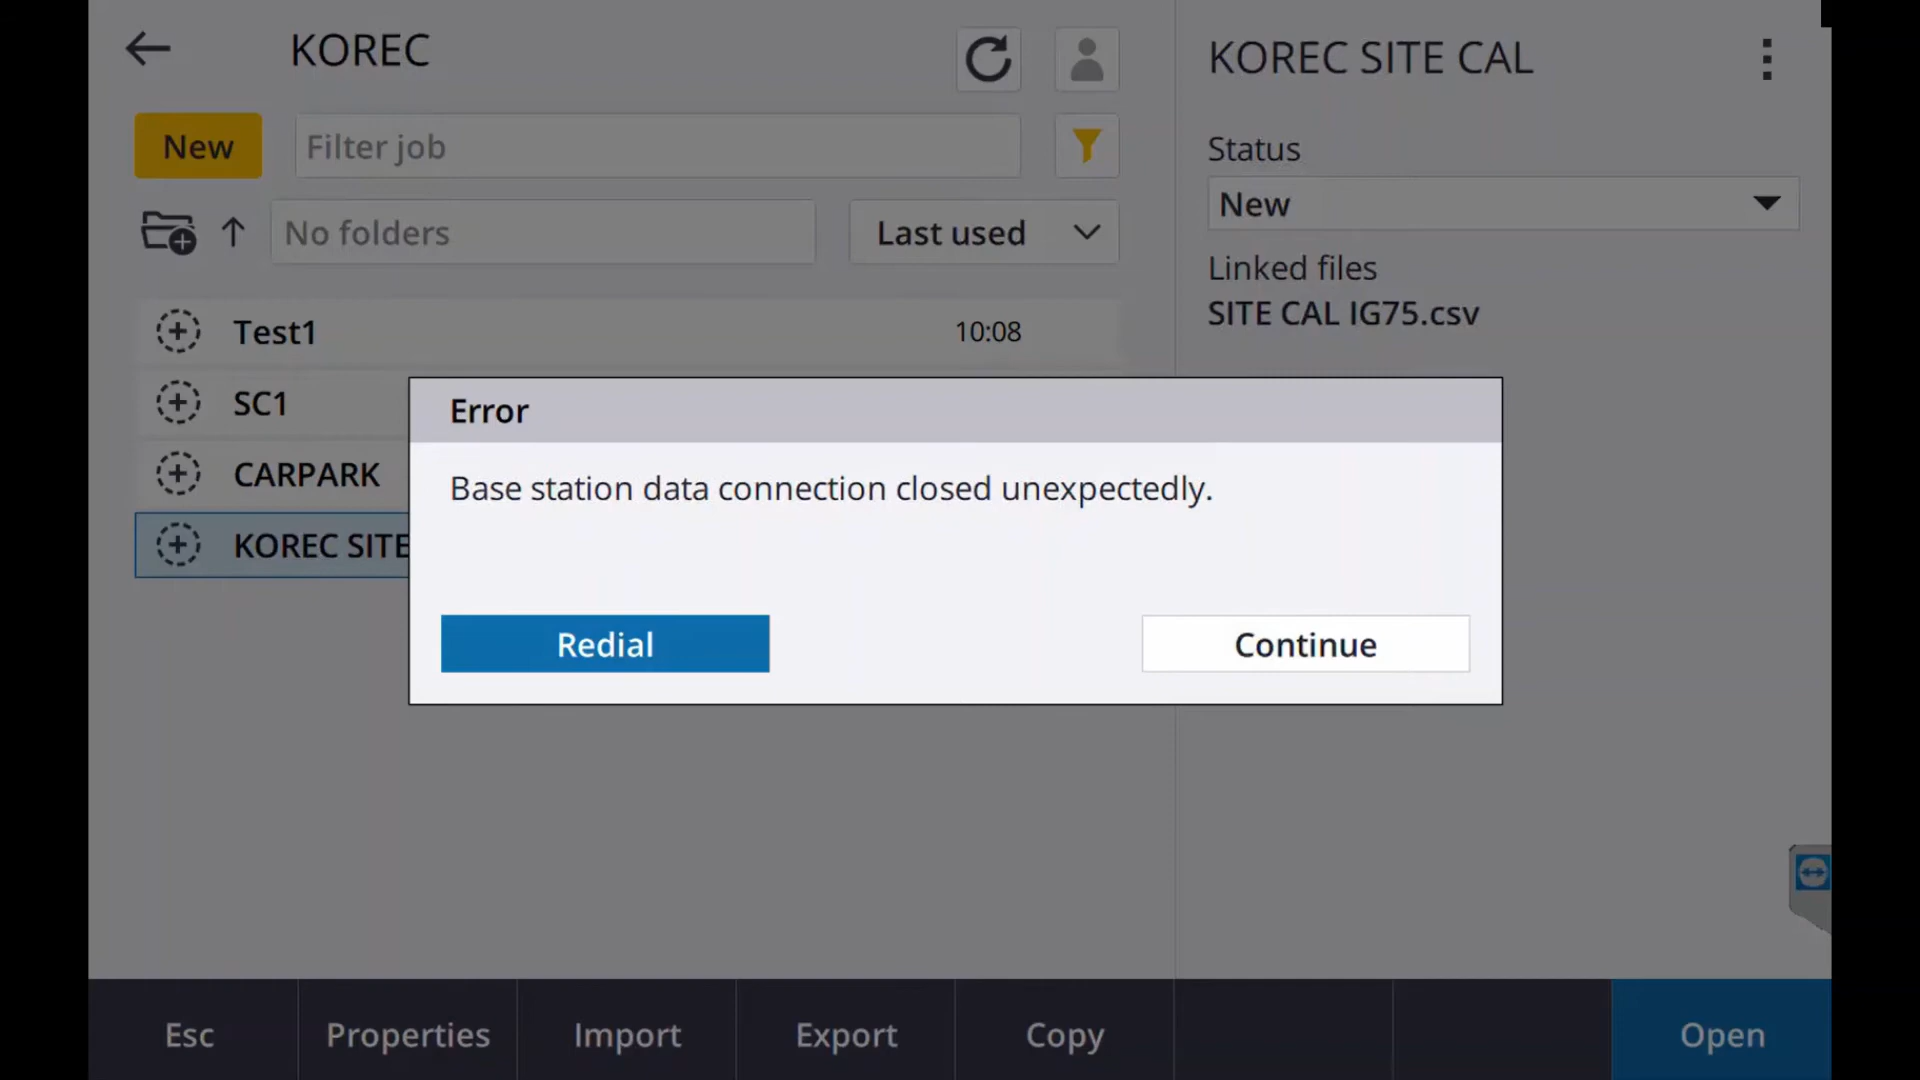 KOREC
KOREC SITE CAL
New
Filter job
Status
New
No folders
Last used
Linked files
SITE CAL IG75.csv
Test1
10:08
SC1
CARPARK
KOREC SITE
Error
Base station data connection closed unexpectedly.
Redial
Continue
Esc
Properties
Import
Export
Copy
Open